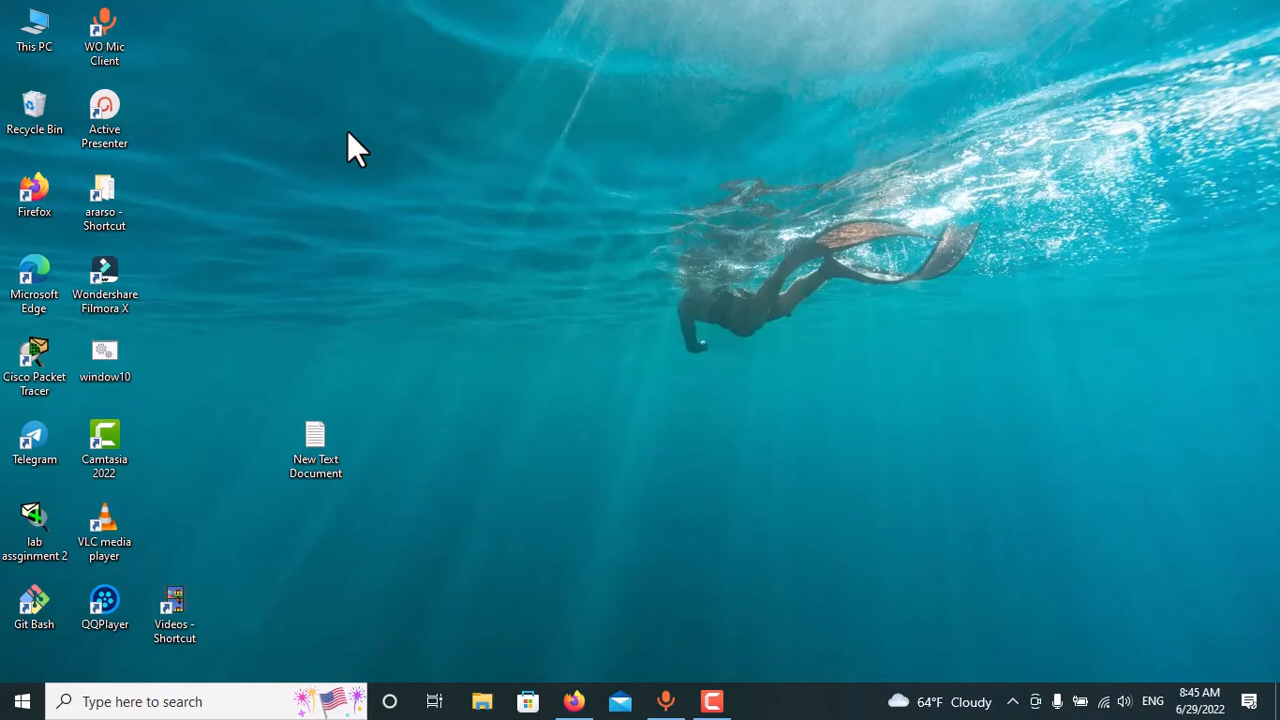 This PC
WO Mic
Client
Recycle Bin
Active
Presenter
Firefox
ararso -
Shortcut
Microsoft
Edge
Wondershare
Filmora X
Cisco Packet
Tracer
window10
Telegram
Camtasia
2022
New Text
Document
lab
assginment 2
VLC media
player
Git Bash
QQPlayer
Videos -
Shortcut
Type here to search
64°F Cloudy
ENG
8:45 AM
6/29/2022